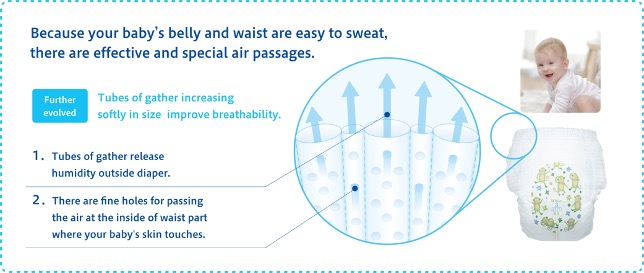 Because your baby's belly and waist are easy to sweat,
there are effective and special air passages.
Further
evolved
Tubes of gather increasing
softly in size improve breathability.
1. Tubes of gather release
humidity outside diaper.
2. There are fine holes for passing
the air at the inside of waist part
where your baby's skin touches.